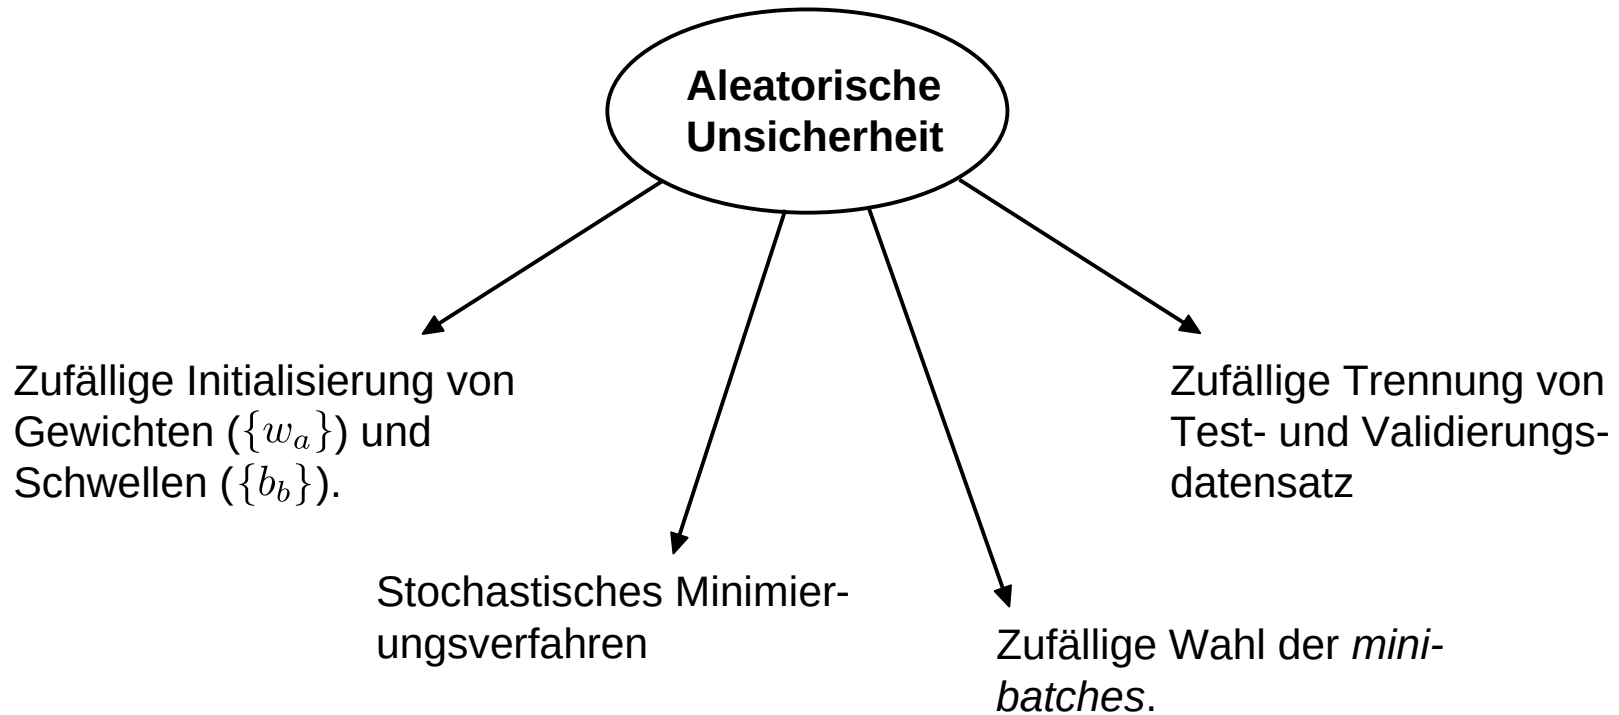 Aleatorische
Unsicherheit
Zufällige Initialisierung von
Gewichten ({w_a}) und
Schwellen ({b_b}).
Stochastisches Minimier-
ungsverfahren
Zufällige Wahl der mini-
batches.
Zufällige Trennung von
Test- und Validierungs-
datensatz